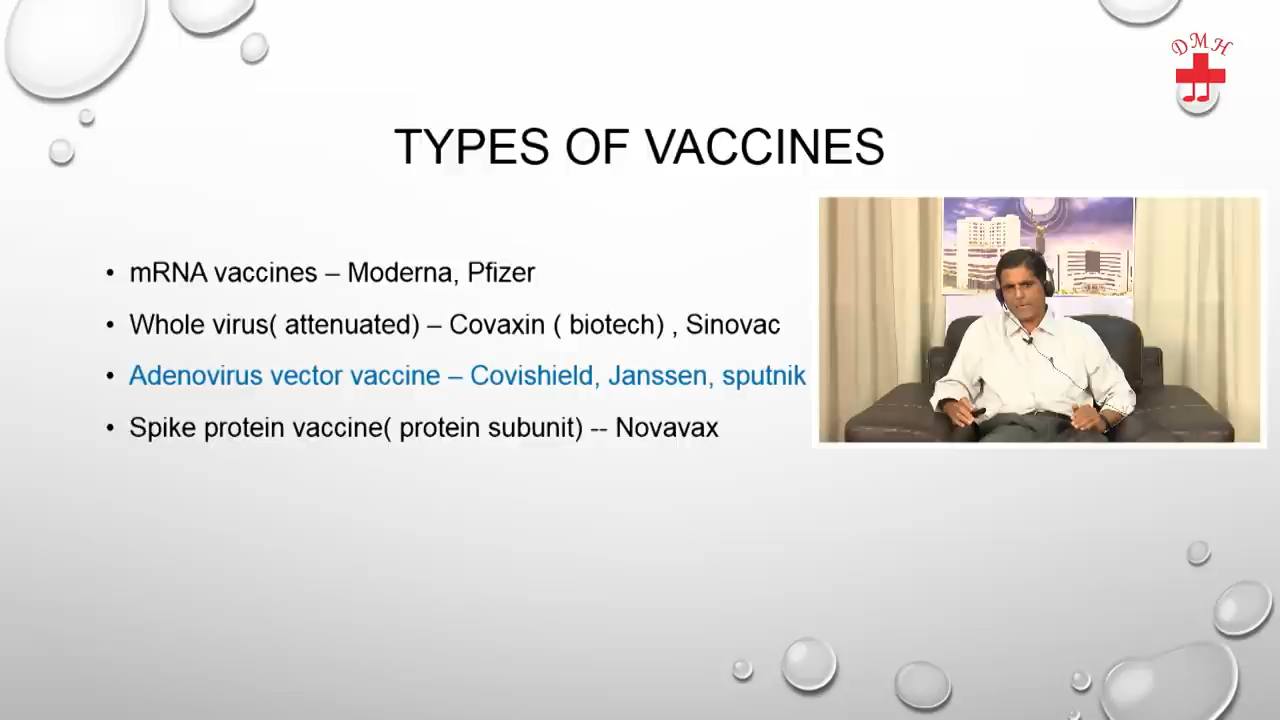 DMH
TYPES OF VACCINES
• mRNA vaccines – Moderna, Pfizer
• Whole virus( attenuated) – Covaxin ( biotech) , Sinovac
• Adenovirus vector vaccine – Covishield, Janssen, sputnik
• Spike protein vaccine( protein subunit) -- Novavax